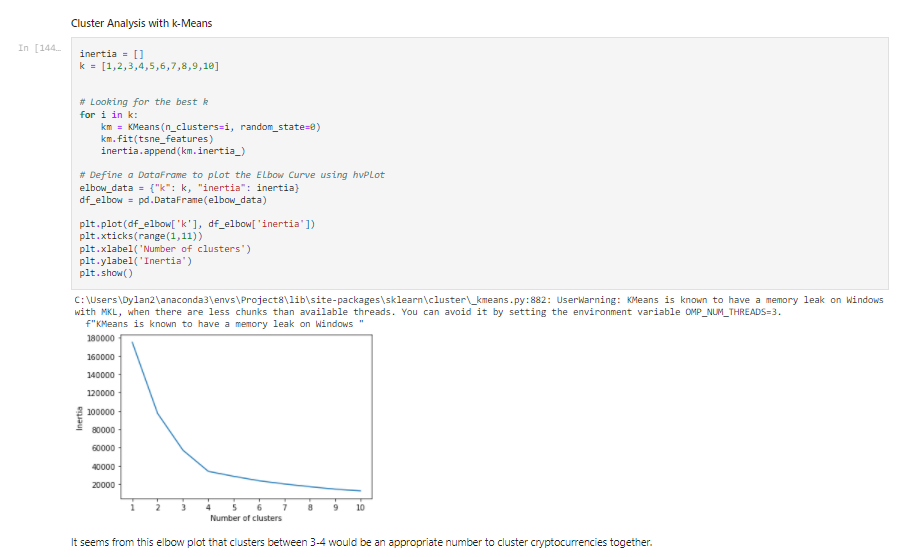 Cluster Analysis with k-Means
In [144…
inertia = []
k = [1,2,3,4,5,6,7,8,9,10]
# Looking for the best k
for i in k:
    km = KMeans(n_clusters=i, random_state=0)
    km.fit(tsne_features)
    inertia.append(km.inertia_)
# Define a DataFrame to plot the Elbow Curve using hvPlot
elbow_data = {"k": k, "inertia": inertia}
df_elbow = pd.DataFrame(elbow_data)
plt.plot(df_elbow['k'], df_elbow['inertia'])
plt.xticks(range(1,11))
plt.xlabel('Number of clusters')
plt.ylabel('Inertia')
plt.show()
C:\Users\Dylan2\anaconda3\envs\Project8\lib\site-packages\sklearn\cluster\_kmeans.py:882: UserWarning: KMeans is known to have a memory leak on Windows
with MKL, when there are less chunks than available threads. You can avoid it by setting the environment variable OMP_NUM_THREADS=3.
  f"KMeans is known to have a memory leak on Windows "
180000
160000
140000
120000
100000
80000
60000
40000
20000
Inertia
1 2 3 4 5 6 7 8 9 10
Number of clusters
It seems from this elbow plot that clusters between 3-4 would be an appropriate number to cluster cryptocurrencies together.